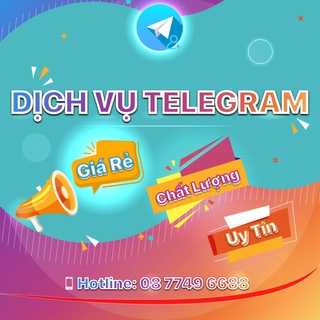 DỊCH VỤ TELEGRAM
Giá Rẻ
Chất Lượng
Uy Tín
Hotline: 08 7749 6688